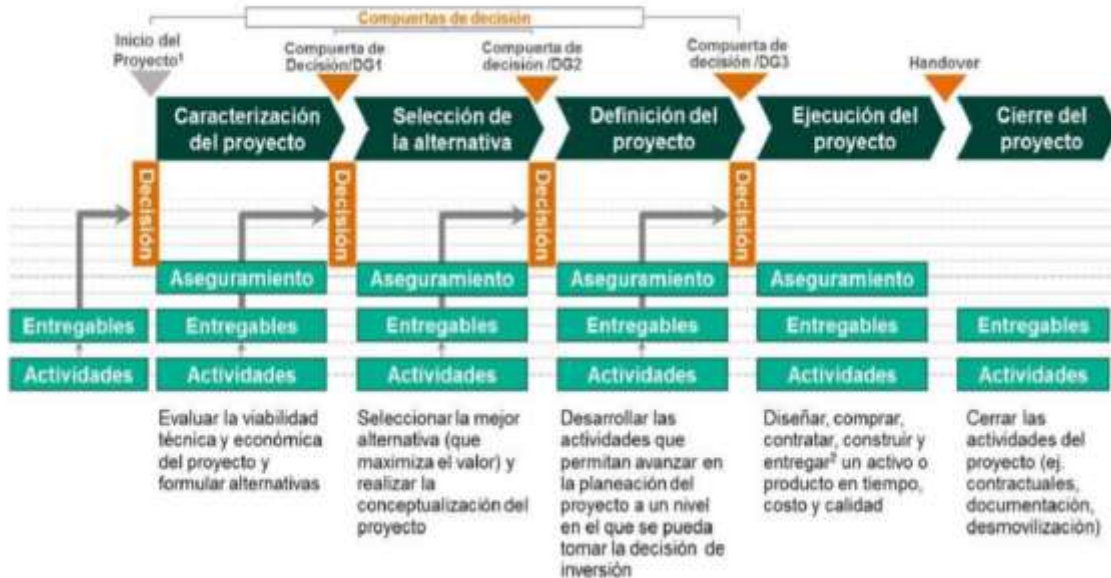 Compuertas de decisión
Inicio del
Proyecto¹
Compuerta de
Decisión/DG1
Compuerta de
decisión /DG2
Compuerta de
decisión /DG3
Handover
Caracterización
del proyecto
Selección de
la alternativa
Definición del
proyecto
Ejecución del
proyecto
Cierre del
proyecto
Decisión
Decisión
Decisión
Decisión
Aseguramiento
Aseguramiento
Aseguramiento
Aseguramiento
Entregables
Entregables
Entregables
Entregables
Entregables
Entregables
Actividades
Actividades
Actividades
Actividades
Actividades
Actividades
Evaluar la viabilidad
técnica y económica
del proyecto y
formular alternativas
Seleccionar la mejor
alternativa (que
maximiza el valor) y
realizar la
conceptualización del
proyecto
Desarrollar las
actividades que
permitan avanzar en
la planeación del
proyecto a un nivel
en el que se pueda
tomar la decisión de
inversión
Diseñar, comprar,
contratar, construir y
entregar² un activo o
producto en tiempo,
costo y calidad
Cerrar las
actividades del
proyecto (ej.
contractuales,
documentación,
desmovilización)